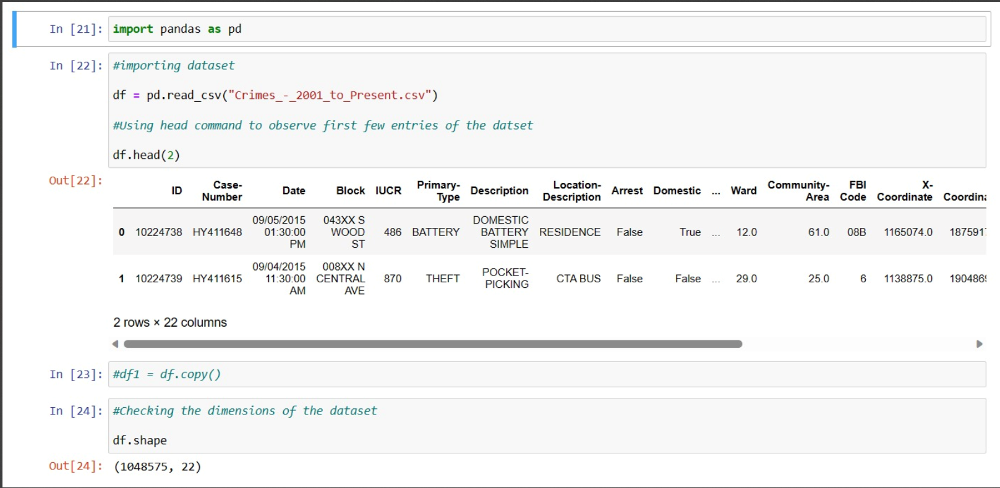 In [21]: import pandas as pd
In [22]: #importing dataset
df = pd.read_csv("Crimes_-_2001_to_Present.csv")
#Using head command to observe first few entries of the datset
df.head(2)
Out[22]:
ID Case-Number Date Block IUCR Primary-Type Description Location-Description Arrest Domestic ... Ward Community-Area FBI Code X-Coordinate Coordina
0 10224738 HY411648 09/05/2015 01:30:00 PM 043XX S WOOD ST 486 BATTERY DOMESTIC BATTERY SIMPLE RESIDENCE False True ... 12.0 61.0 08B 1165074.0 187591
1 10224739 HY411615 09/04/2015 11:30:00 AM 008XX N CENTRAL AVE 870 THEFT POCKET-PICKING CTA BUS False False ... 29.0 25.0 6 1138875.0 190486
2 rows × 22 columns
In [23]: #df1 = df.copy()
In [24]: #Checking the dimensions of the dataset
df.shape
Out[24]: (1048575, 22)